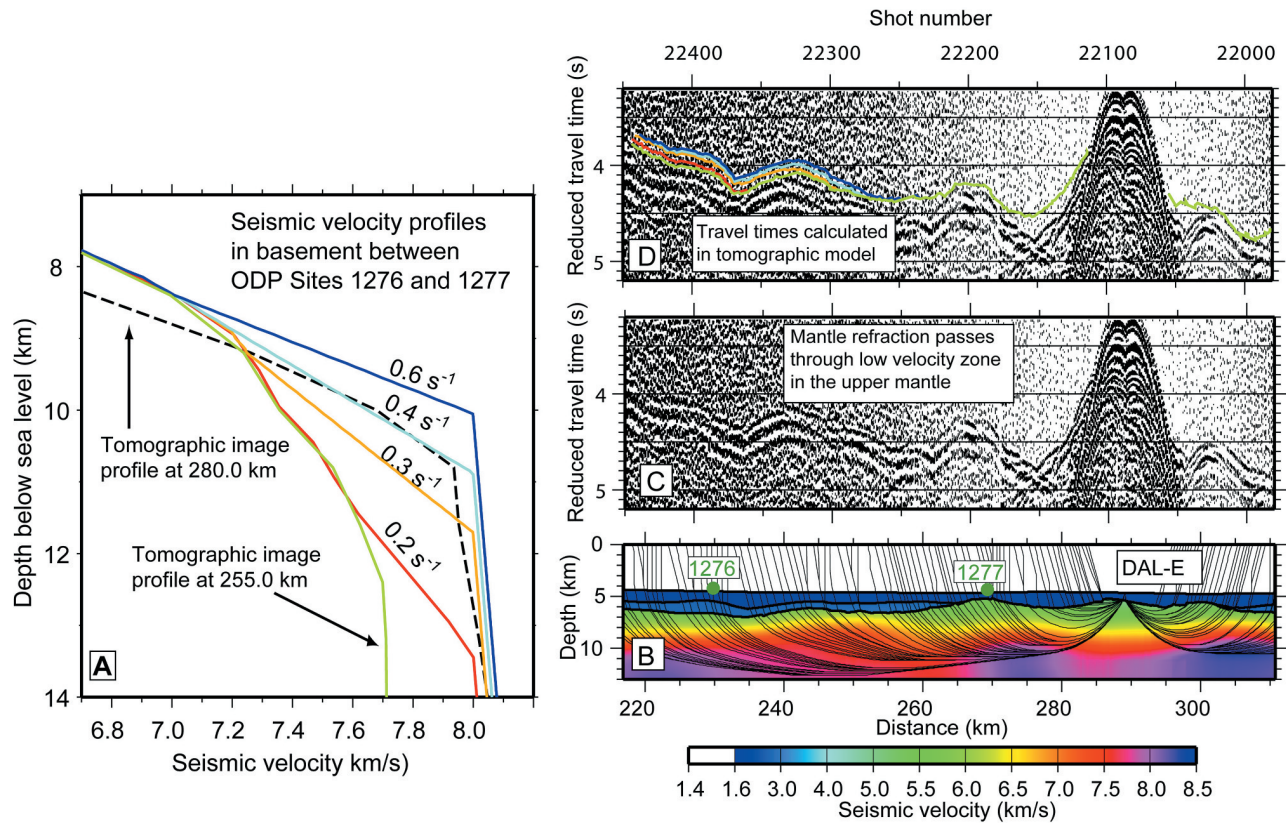 Seismic velocity profiles
in basement between
ODP Sites 1276 and 1277
0.6 s-1
0.4 s-1
0.3 s-1
0.2 s-1
Tomographic image
profile at 280.0 km
Tomographic image
profile at 255.0 km
A
8
10
12
14
Depth below sea level (km)
6.8 7.0 7.2 7.4 7.6 7.8 8.0
Seismic velocity km/s)
Shot number
22400 22300 22200 22100 22000
Reduced travel time (s)
4
5
D
Travel times calculated
in tomographic model
Reduced travel time (s)
4
5
C
Mantle refraction passes
through low velocity zone
in the upper mantle
Depth (km)
0
5
10
B
1276
1277
DAL-E
220 240 260 280 300
Distance (km)
1.4 1.6 3.0 4.0 5.0 5.5 6.0 6.5 7.0 7.5 8.0 8.5
Seismic velocity (km/s)